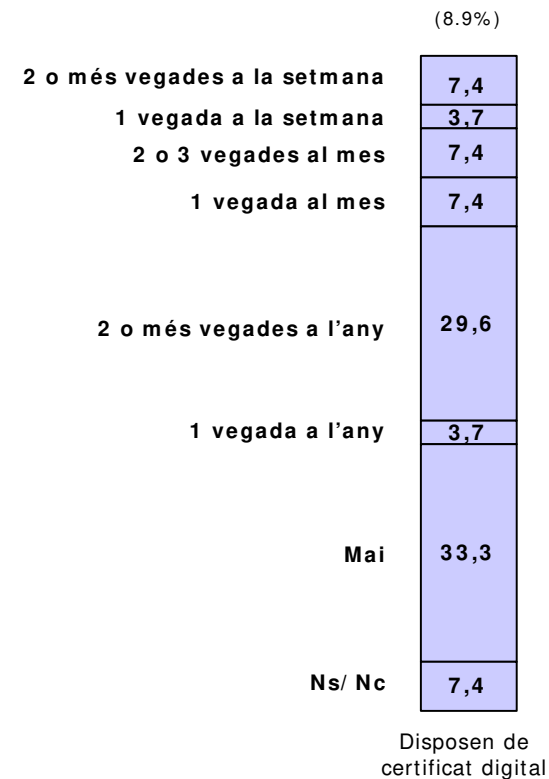 (8.9%)
2 o més vegades a la setmana 7,4
1 vegada a la setmana 3,7
2 o 3 vegades al mes 7,4
1 vegada al mes 7,4
2 o més vegades a l'any 29,6
1 vegada a l'any 3,7
Mai 33,3
Ns/ Nc 7,4
Disposen de
certificat digital